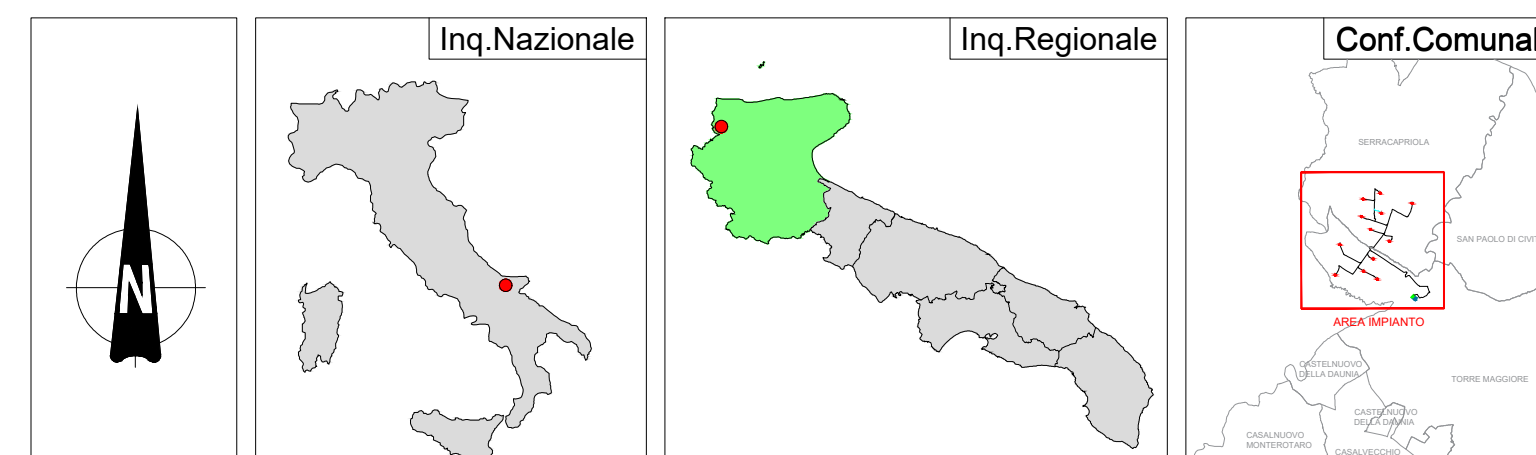 N
Inq.Nazionale
Inq.Regionale
Conf.Comunal
SERRACAPRIOLA
SAN PAOLO DI CIVIT
AREA IMPIANTO
CASTELNUOVO
DELLA DAUNIA
TORRE MAGGIORE
CASTELNUOVO
DELLA DAUNIA
CASALNUOVO
MONTEROTARO
CASALVECCHIO